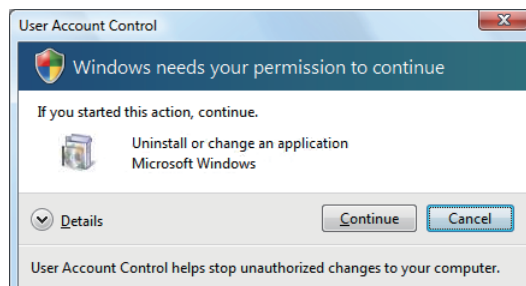 User Account Control
Windows needs your permission to continue
If you started this action, continue.
Uninstall or change an application
Microsoft Windows
Details
Continue
Cancel
User Account Control helps stop unauthorized changes to your computer.